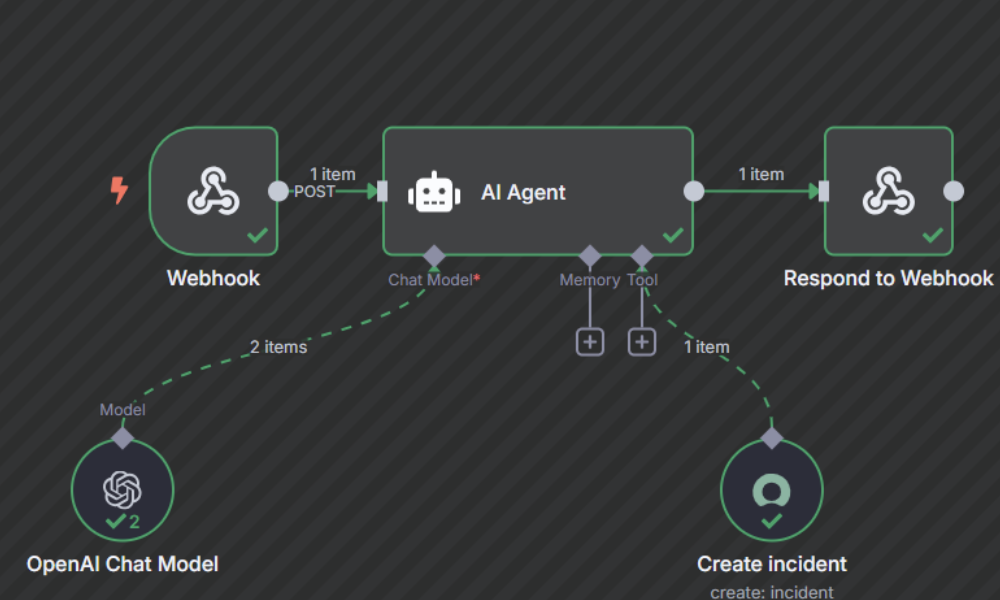 1 item
POST
AI Agent
1 item
Webhook
Chat Model*
Memory
Tool
Respond to Webhook
2 items
1 item
Model
2
OpenAI Chat Model
Create incident
create: incident